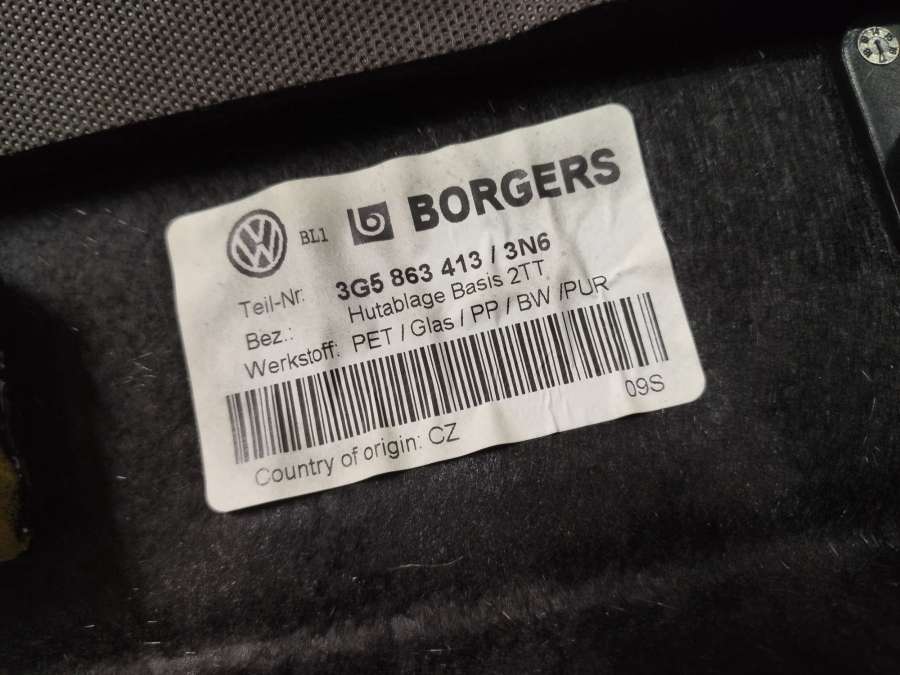 BL1 BORGERS
Teil-Nr: 3G5 863 413 / 3N6
Bez.: Hutablage Basis 2TT
Werkstoff: PET / Glas / PP / BW /PUR
09S
Country of origin: CZ